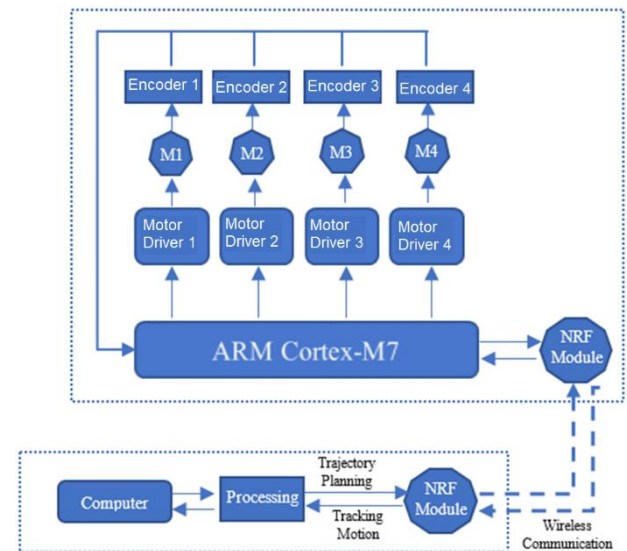 Encoder 1
Encoder 2
Encoder 3
Encoder 4
M1
M2
M3
M4
Motor
Driver 1
Motor
Driver 2
Motor
Driver 3
Motor
Driver 4
ARM Cortex-M7
NRF
Module
Computer
Processing
Trajectory
Planning
Tracking
Motion
NRF
Module
Wireless
Communication